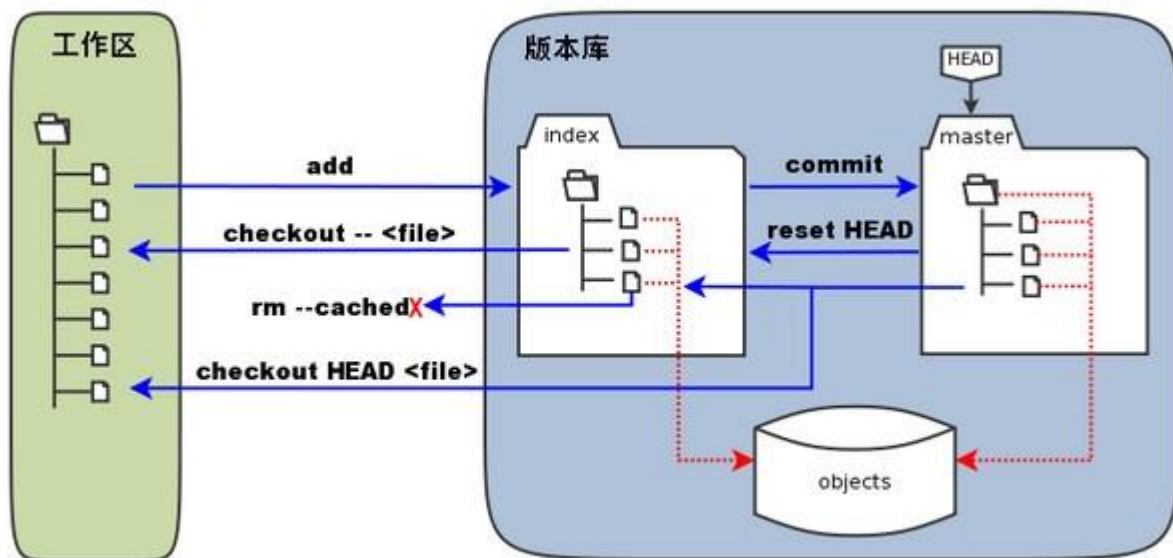 工作区
版本库
HEAD
index
master
add
commit
checkout -- <file>
reset HEAD
rm --cached
X
checkout HEAD <file>
objects